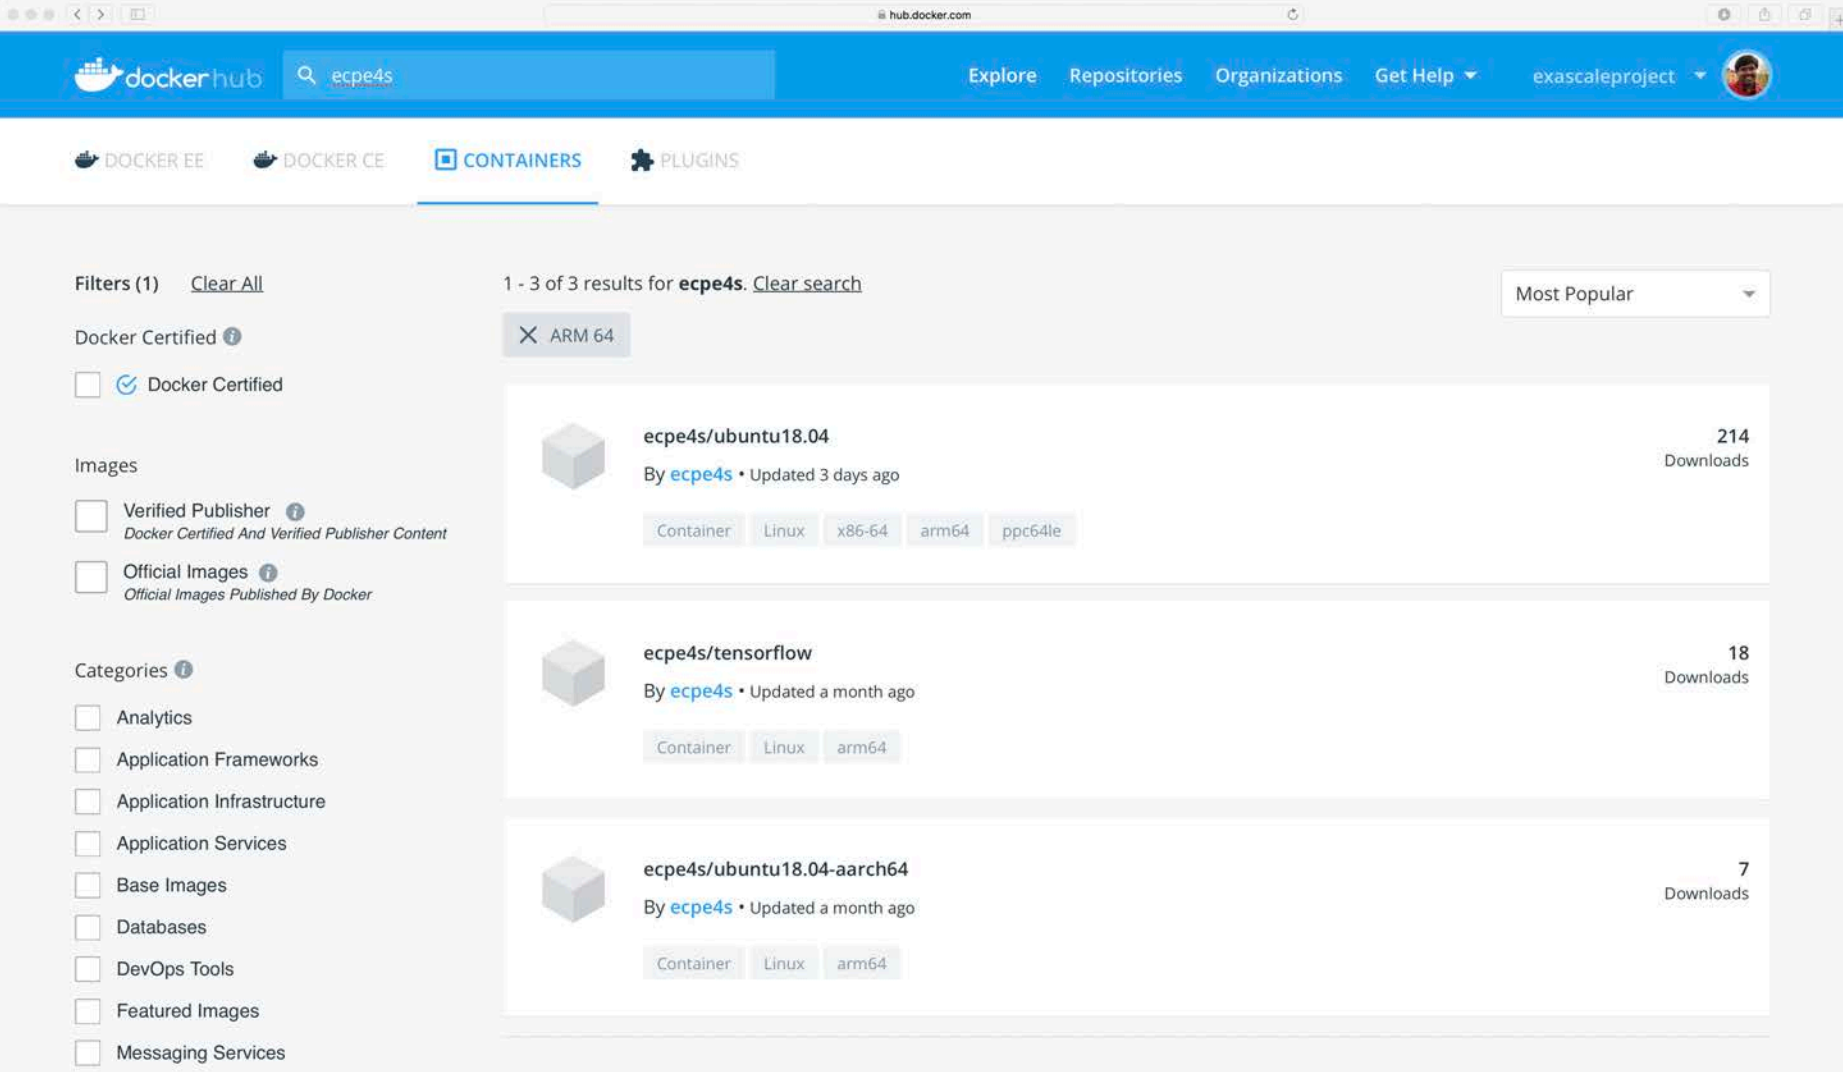 hub.docker.com
docker hub
ecpe4s
Explore Repositories Organizations Get Help exascaleproject
DOCKER EE DOCKER CE CONTAINERS PLUGINS
Filters (1) Clear All
Docker Certified
Docker Certified
Images
Verified Publisher
Docker Certified And Verified Publisher Content
Official Images
Official Images Published By Docker
Categories
Analytics
Application Frameworks
Application Infrastructure
Application Services
Base Images
Databases
DevOps Tools
Featured Images
Messaging Services
1 - 3 of 3 results for ecpe4s. Clear search
Most Popular
ARM 64
ecpe4s/ubuntu18.04
By ecpe4s • Updated 3 days ago
Container Linux x86-64 arm64 ppc64le
214
Downloads
ecpe4s/tensorflow
By ecpe4s • Updated a month ago
Container Linux arm64
18
Downloads
ecpe4s/ubuntu18.04-aarch64
By ecpe4s • Updated a month ago
Container Linux arm64
7
Downloads